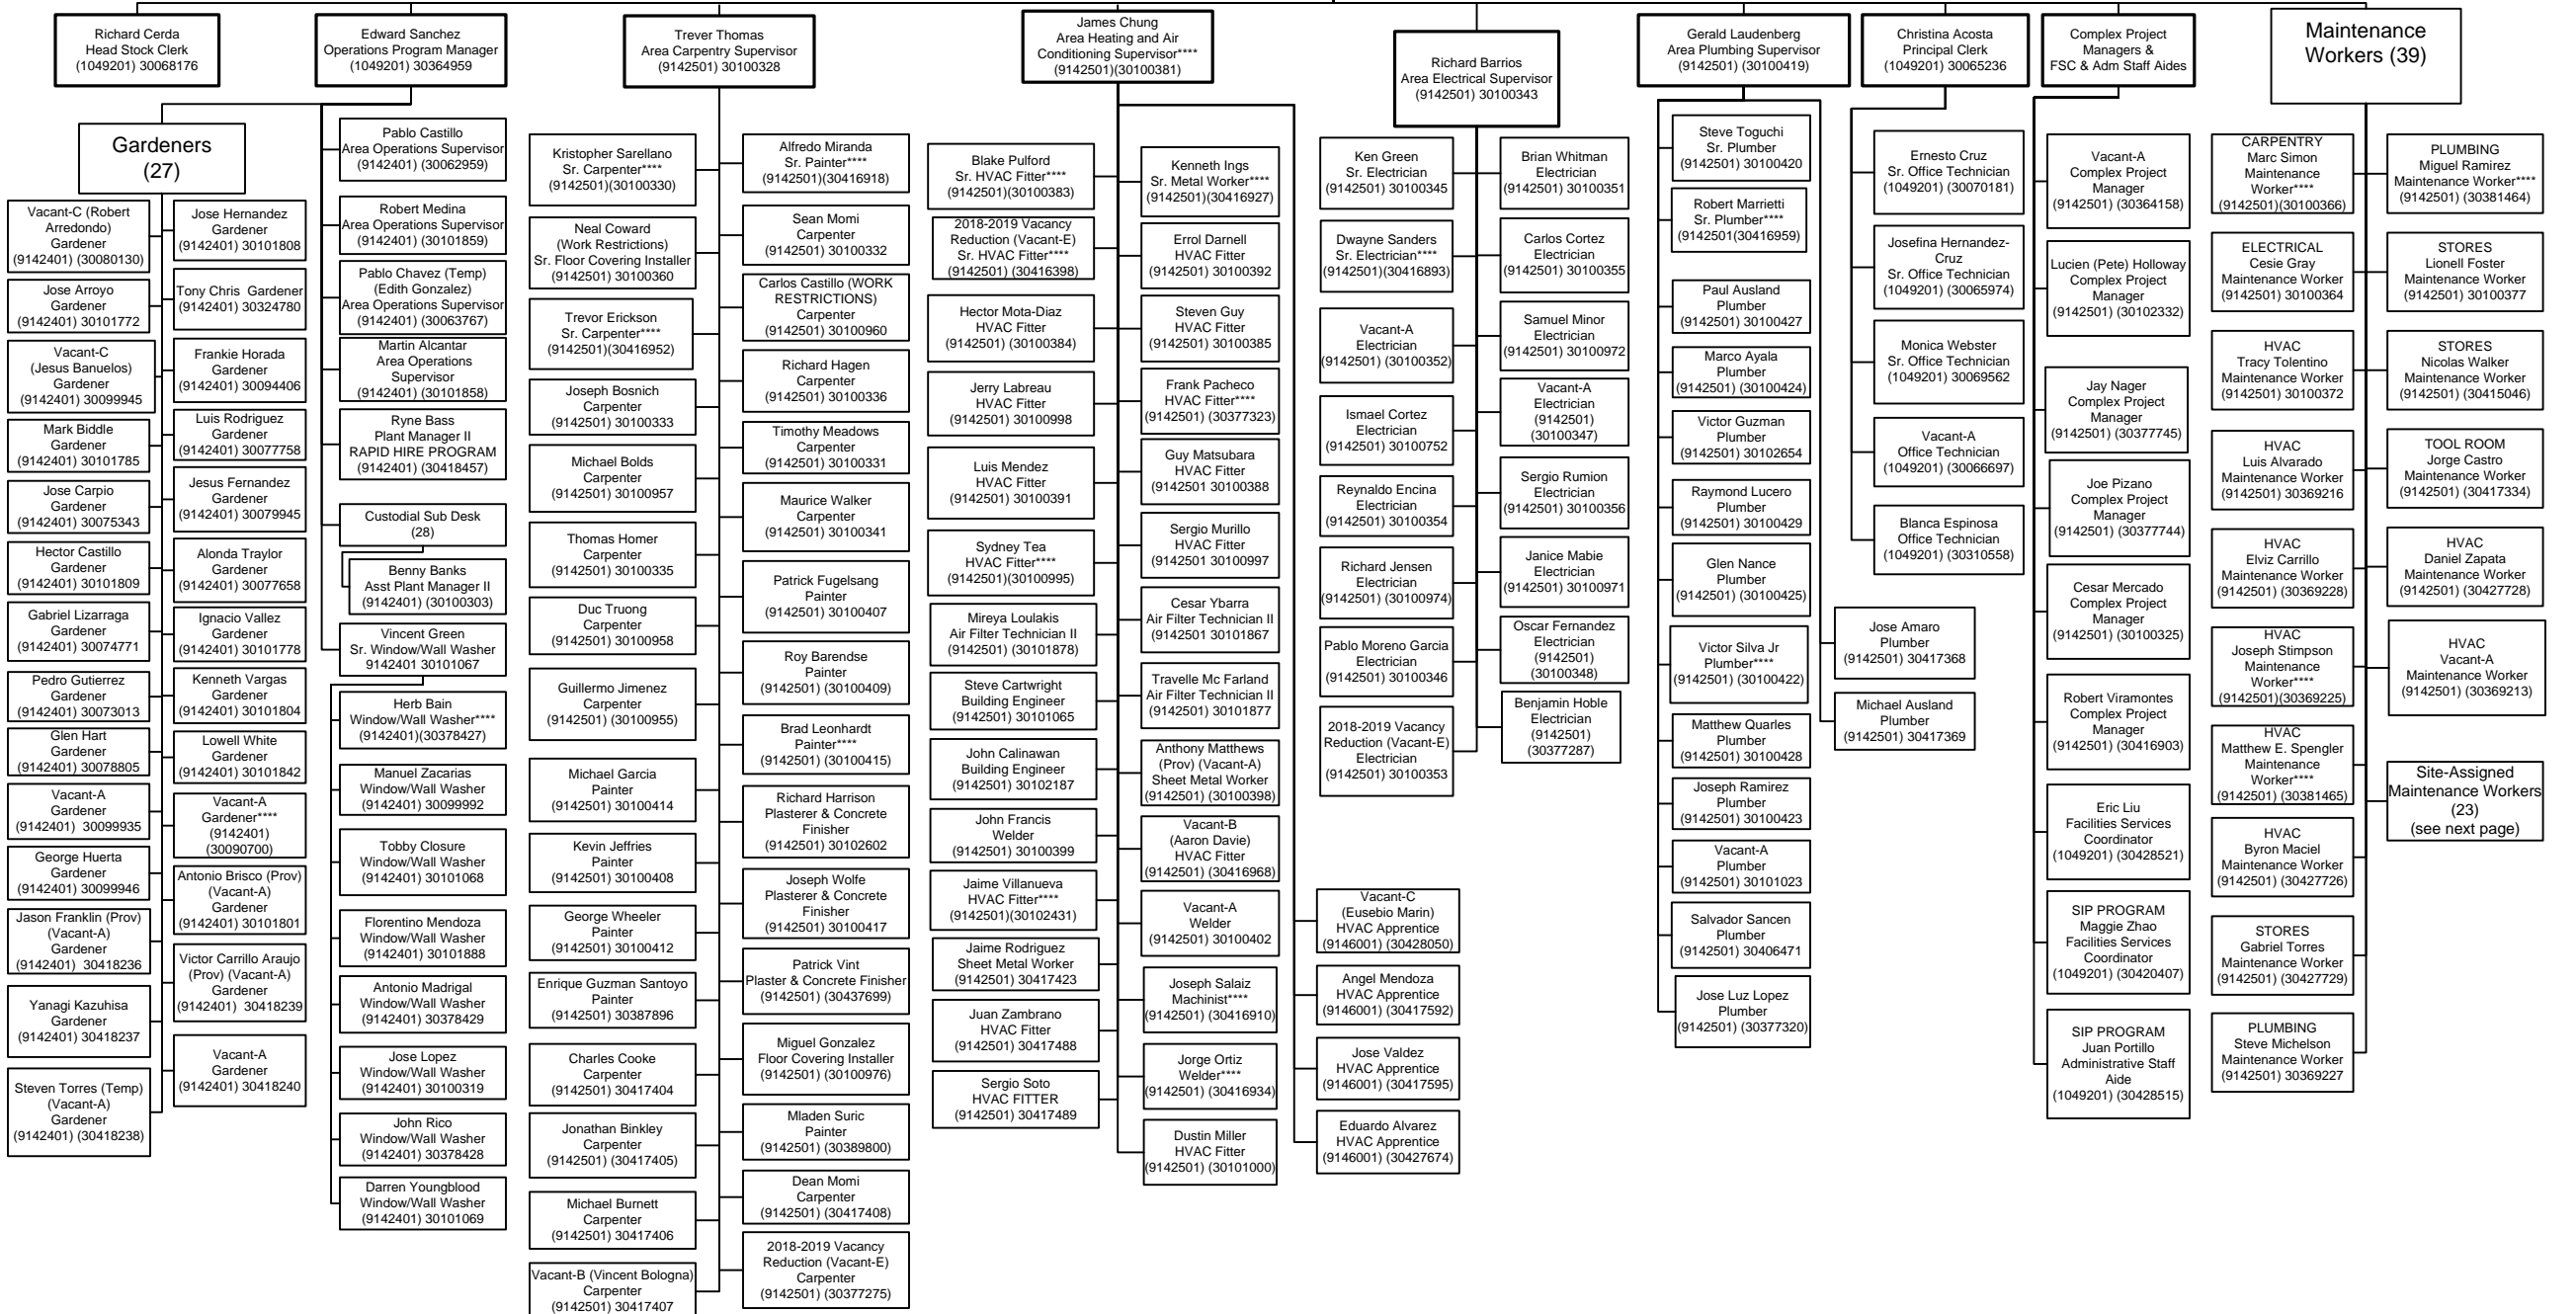 Richard Cerda
Head Stock Clerk
(1049201) 30068176
Edward Sanchez
Operations Program Manager
(1049201) 30364959
Trever Thomas
Area Carpentry Supervisor
(9142501) 30100328
James Chung
Area Heating and Air
Conditioning Supervisor****
(9142501)(30100381)
Richard Barrios
Area Electrical Supervisor
(9142501) 30100343
Gerald Laudenberg
Area Plumbing Supervisor
(9142501) (30100419)
Christina Acosta
Principal Clerk
(1049201) 30065236
Complex Project
Managers &
FSC & Adm Staff Aides
Maintenance
Workers (39)
Gardeners
(27)
Vacant-C (Robert
Arredondo)
Gardener
(9142401) (30080130)
Jose Arroyo
Gardener
(9142401) 30101772
Vacant-C
(Jesus Banuelos)
Gardener
(9142401) 30099945
Mark Biddle
Gardener
(9142401) 30101785
Jose Carpio
Gardener
(9142401) 30075343
Hector Castillo
Gardener
(9142401) 30101809
Gabriel Lizarraga
Gardener
(9142401) 30074771
Pedro Gutierrez
Gardener
(9142401) 30073013
Glen Hart
Gardener
(9142401) 30078805
Vacant-A
Gardener
(9142401) 30099935
George Huerta
Gardener
(9142401) 30099946
Jason Franklin (Prov)
(Vacant-A)
Gardener
(9142401) 30418236
Yanagi Kazuhisa
Gardener
(9142401) 30418237
Steven Torres (Temp)
(Vacant-A)
Gardener
(9142401) (30418238)
Jose Hernandez
Gardener
(9142401) 30101808
Tony Chris Gardener
(9142401) 30324780
Frankie Horada
Gardener
(9142401) 30094406
Luis Rodriguez
Gardener
(9142401) 30077758
Jesus Fernandez
Gardener
(9142401) 30079945
Alonda Traylor
Gardener
(9142401) 30077658
Ignacio Vallez
Gardener
(9142401) 30101778
Kenneth Vargas
Gardener
(9142401) 30101804
Lowell White
Gardener
(9142401) 30101842
Vacant-A
Gardener****
(9142401)
(30090700)
Antonio Brisco (Prov)
(Vacant-A)
Gardener
(9142401) 30101801
Victor Carrillo Araujo
(Prov) (Vacant-A)
Gardener
(9142401) 30418239
Vacant-A
Gardener
(9142401) 30418240
Pablo Castillo
Area Operations Supervisor
(9142401) (30062959)
Robert Medina
Area Operations Supervisor
(9142401) (30101859)
Pablo Chavez (Temp)
(Edith Gonzalez)
Area Operations Supervisor
(9142401) (30063767)
Martin Alcantar
Area Operations
Supervisor
(9142401) (30101858)
Ryne Bass
Plant Manager II
RAPID HIRE PROGRAM
(9142401) (30418457)
Custodial Sub Desk
(28)
Benny Banks
Asst Plant Manager II
(9142401) (30100303)
Vincent Green
Sr. Window/Wall Washer
9142401 30101067
Herb Bain
Window/Wall Washer****
(9142401)(30378427)
Manuel Zacarias
Window/Wall Washer
(9142401) 30099992
Tobby Closure
Window/Wall Washer
(9142401) 30101068
Florentino Mendoza
Window/Wall Washer
(9142401) 30101888
Antonio Madrigal
Window/Wall Washer
(9142401) 30378429
Jose Lopez
Window/Wall Washer
(9142401) 30100319
John Rico
Window/Wall Washer
(9142401) 30378428
Darren Youngblood
Window/Wall Washer
(9142401) 30101069
Kristopher Sarellano
Sr. Carpenter****
(9142501)(30100330)
Neal Coward
(Work Restrictions)
Sr. Floor Covering Installer
(9142501) 30100360
Trevor Erickson
Sr. Carpenter****
(9142501)(30416952)
Joseph Bosnich
Carpenter
(9142501) 30100333
Michael Bolds
Carpenter
(9142501) 30100957
Thomas Homer
Carpenter
(9142501) 30100335
Duc Truong
Carpenter
(9142501) 30100958
Guillermo Jimenez
Carpenter
(9142501) (30100955)
Michael Garcia
Painter
(9142501) 30100414
Kevin Jeffries
Painter
(9142501) 30100408
George Wheeler
Painter
(9142501) 30100412
Enrique Guzman Santoyo
Painter
(9142501) 30387896
Charles Cooke
Carpenter
(9142501) 30417404
Jonathan Binkley
Carpenter
(9142501) (30417405)
Michael Burnett
Carpenter
(9142501) 30417406
Vacant-B (Vincent Bologna)
Carpenter
(9142501) 30417407
Alfredo Miranda
Sr. Painter****
(9142501)(30416918)
Sean Momi
Carpenter
(9142501) 30100332
Carlos Castillo (WORK
RESTRICTIONS)
Carpenter
(9142501) 30100960
Richard Hagen
Carpenter
(9142501) 30100336
Timothy Meadows
Carpenter
(9142501) 30100331
Maurice Walker
Carpenter
(9142501) 30100341
Patrick Fugelsang
Painter
(9142501) 30100407
Roy Barendse
Painter
(9142501) (30100409)
Brad Leonhardt
Painter****
(9142501) (30100415)
Richard Harrison
Plasterer & Concrete
Finisher
(9142501) 30102602
Joseph Wolfe
Plasterer & Concrete
Finisher
(9142501) 30100417
Patrick Vint
Plaster & Concrete Finisher
(9142501) (30437699)
Miguel Gonzalez
Floor Covering Installer
(9142501) (30100976)
Mladen Suric
Painter
(9142501) (30389800)
Dean Momi
Carpenter
(9142501) (30417408)
2018-2019 Vacancy
Reduction (Vacant-E)
Carpenter
(9142501) (30377275)
Blake Pulford
Sr. HVAC Fitter****
(9142501)(30100383)
2018-2019 Vacancy
Reduction (Vacant-E)
Sr. HVAC Fitter****
(9142501) (30416398)
Hector Mota-Diaz
HVAC Fitter
(9142501) (30100384)
Jerry Labreau
HVAC Fitter
(9142501) 30100998
Luis Mendez
HVAC Fitter
(9142501) 30100391
Sydney Tea
HVAC Fitter****
(9142501)(30100995)
Mireya Loulakis
Air Filter Technician II
(9142501) (30101878)
Steve Cartwright
Building Engineer
(9142501) 30101065
John Calinawan
Building Engineer
(9142501) 30102187
John Francis
Welder
(9142501) 30100399
Jaime Villanueva
HVAC Fitter****
(9142501)(30102431)
Jaime Rodriguez
Sheet Metal Worker
(9142501) 30417423
Juan Zambrano
HVAC Fitter
(9142501) 30417488
Sergio Soto
HVAC FITTER
(9142501) 30417489
Kenneth Ings
Sr. Metal Worker****
(9142501)(30416927)
Errol Darnell
HVAC Fitter
(9142501) 30100392
Steven Guy
HVAC Fitter
(9142501) 30100385
Frank Pacheco
HVAC Fitter****
(9142501) (30377323)
Guy Matsubara
HVAC Fitter
(9142501 30100388
Sergio Murillo
HVAC Fitter
(9142501 30100997
Cesar Ybarra
Air Filter Technician II
(9142501 30101867
Travelle Mc Farland
Air Filter Technician II
(9142501) 30101877
Anthony Matthews
(Prov) (Vacant-A)
Sheet Metal Worker
(9142501) (30100398)
Vacant-B
(Aaron Davie)
HVAC Fitter
(9142501) (30416968)
Vacant-A
Welder
(9142501) 30100402
Joseph Salaiz
Machinist****
(9142501) (30416910)
Jorge Ortiz
Welder****
(9142501) (30416934)
Dustin Miller
HVAC Fitter
(9142501) (30101000)
Vacant-C
(Eusebio Marin)
HVAC Apprentice
(9146001) (30428050)
Angel Mendoza
HVAC Apprentice
(9146001) (30417592)
Jose Valdez
HVAC Apprentice
(9146001) (30417595)
Eduardo Alvarez
HVAC Apprentice
(9146001) (30427674)
Ken Green
Sr. Electrician
(9142501) 30100345
Dwayne Sanders
Sr. Electrician****
(9142501)(30416893)
Vacant-A
Electrician
(9142501) (30100352)
Ismael Cortez
Electrician
(9142501) 30100752
Reynaldo Encina
Electrician
(9142501) 30100354
Richard Jensen
Electrician
(9142501) (30100974)
Pablo Moreno Garcia
Electrician
(9142501) 30100346
2018-2019 Vacancy
Reduction (Vacant-E)
Electrician
(9142501) 30100353
Brian Whitman
Electrician
(9142501) 30100351
Carlos Cortez
Electrician
(9142501) 30100355
Samuel Minor
Electrician
(9142501) 30100972
Vacant-A
Electrician
(9142501)
(30100347)
Sergio Rumion
Electrician
(9142501) 30100356
Janice Mabie
Electrician
(9142501) 30100971
Oscar Fernandez
Electrician
(9142501)
(30100348)
Benjamin Hoble
Electrician
(9142501)
(30377287)
Steve Toguchi
Sr. Plumber
(9142501) 30100420
Robert Marrietti
Sr. Plumber****
(9142501(30416959)
Paul Ausland
Plumber
(9142501) 30100427
Marco Ayala
Plumber
(9142501) (30100424)
Victor Guzman
Plumber
(9142501) 30102654
Raymond Lucero
Plumber
(9142501) 30100429
Glen Nance
Plumber
(9142501) (30100425)
Victor Silva Jr
Plumber****
(9142501) (30100422)
Matthew Quarles
Plumber
(9142501) 30100428
Joseph Ramirez
Plumber
(9142501) 30100423
Vacant-A
Plumber
(9142501) 30101023
Salvador Sancen
Plumber
(9142501) 30406471
Jose Luz Lopez
Plumber
(9142501) (30377320)
Jose Amaro
Plumber
(9142501) 30417368
Michael Ausland
Plumber
(9142501) 30417369
Ernesto Cruz
Sr. Office Technician
(1049201) (30070181)
Josefina Hernandez-
Cruz
Sr. Office Technician
(1049201) (30065974)
Monica Webster
Sr. Office Technician
(1049201) 30069562
Vacant-A
Office Technician
(1049201) (30066697)
Blanca Espinosa
Office Technician
(1049201) (30310558)
Vacant-A
Complex Project
Manager
(9142501) (30364158)
Lucien (Pete) Holloway
Complex Project
Manager
(9142501) (30102332)
Jay Nager
Complex Project
Manager
(9142501) (30377745)
Joe Pizano
Complex Project
Manager
(9142501) (30377744)
Cesar Mercado
Complex Project
Manager
(9142501) (30100325)
Robert Viramontes
Complex Project
Manager
(9142501) (30416903)
Eric Liu
Facilities Services
Coordinator
(1049201) (30428521)
SIP PROGRAM
Maggie Zhao
Facilities Services
Coordinator
(1049201) (30420407)
SIP PROGRAM
Juan Portillo
Administrative Staff
Aide
(1049201) (30428515)
CARPENTRY
Marc Simon
Maintenance
Worker****
(9142501)(30100366)
ELECTRICAL
Cesie Gray
Maintenance Worker
(9142501) 30100364
HVAC
Tracy Tolentino
Maintenance Worker
(9142501) 30100372
HVAC
Luis Alvarado
Maintenance Worker
(9142501) 30369216
HVAC
Elviz Carrillo
Maintenance Worker
(9142501) (30369228)
HVAC
Joseph Stimpson
Maintenance
Worker****
(9142501)(30369225)
HVAC
Matthew E. Spengler
Maintenance
Worker****
(9142501) (30381465)
HVAC
Byron Maciel
Maintenance Worker
(9142501) (30427726)
STORES
Gabriel Torres
Maintenance Worker
(9142501) (30427729)
PLUMBING
Steve Michelson
Maintenance Worker
(9142501) 30369227
PLUMBING
Miguel Ramirez
Maintenance Worker****
(9142501) (30381464)
STORES
Lionell Foster
Maintenance Worker
(9142501) 30100377
STORES
Nicolas Walker
Maintenance Worker
(9142501) (30415046)
TOOL ROOM
Jorge Castro
Maintenance Worker
(9142501) (30417334)
HVAC
Daniel Zapata
Maintenance Worker
(9142501) (30427728)
HVAC
Vacant-A
Maintenance Worker
(9142501) (30369213)
Site-Assigned
Maintenance Workers
(23)
(see next page)